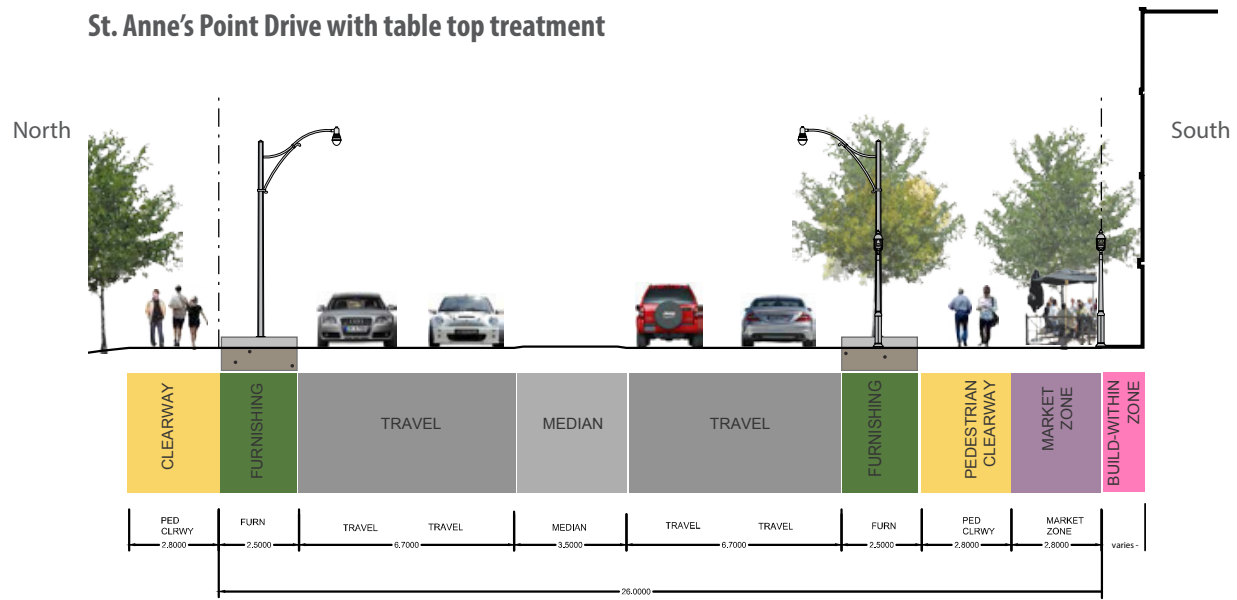 St. Anne's Point Drive with table top treatment
North
South
CLEARWAY
FURNISHING
TRAVEL
MEDIAN
TRAVEL
FURNISHING
PEDESTRIAN
CLEARWAY
MARKET
ZONE
BUILD-WITHIN
ZONE
PED
CLRWY
FURN
TRAVEL
TRAVEL
MEDIAN
TRAVEL
TRAVEL
FURN
PED
CLRWY
MARKET
ZONE
2.8000
2.5000
6.7000
3.5000
6.7000
2.5000
2.8000
2.8000
varies -
26.0000